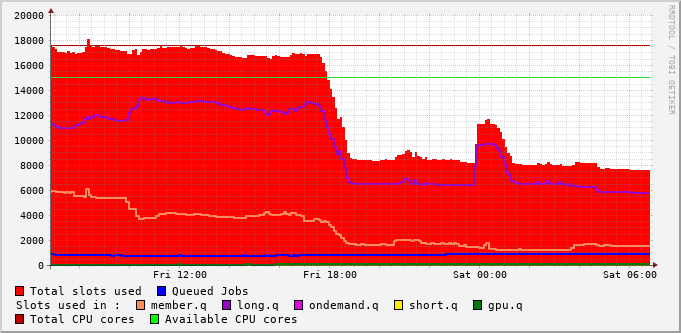 20000
18000
16000
14000
12000
10000
8000
6000
4000
2000
0
Fri 12:00 Fri 18:00 Sat 00:00 Sat 06:00
RRDTOOL / TOBI OETIKER
Total slots used Queued Jobs
Slots used in : member.q long.q ondemand.q short.q gpu.q
Total CPU cores Available CPU cores